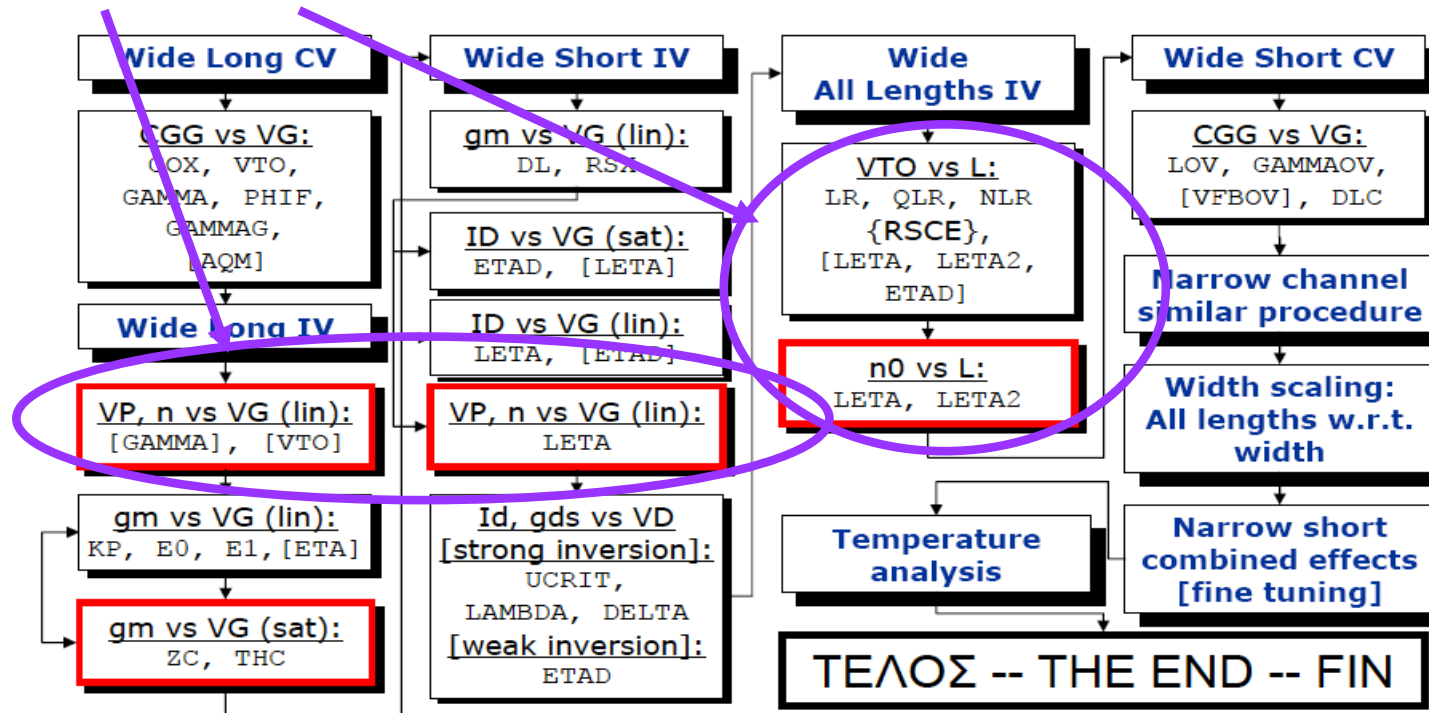 Wide Long CV
CGG vs VG:
COX, VTO,
GAMMA, PHIF,
GAMMAG,
[AQM]
Wide Long IV
VP, n vs VG (lin):
[GAMMA], [VTO]
gm vs VG (lin):
KP, E0, E1,[ETA]
gm vs VG (sat):
ZC, THC
Wide Short IV
gm vs VG (lin):
DL, RSX
ID vs VG (sat):
ETAD, [LETA]
ID vs VG (lin):
LETA, [ETAD]
VP, n vs VG (lin):
LETA
Id, gds vs VD
[strong inversion]:
UCRIT,
LAMBDA, DELTA
[weak inversion]:
ETAD
Wide
All Lengths IV
VTO vs L:
LR, QLR, NLR
{RSCE},
[LETA, LETA2,
ETAD]
n0 vs L:
LETA, LETA2
Wide Short CV
CGG vs VG:
LOV, GAMMAOV,
[VFBOV], DLC
Narrow channel
similar procedure
Width scaling:
All lengths w.r.t.
width
Narrow short
combined effects
[fine tuning]
Temperature
analysis
ΤΕΛΟΣ -- THE END -- FIN